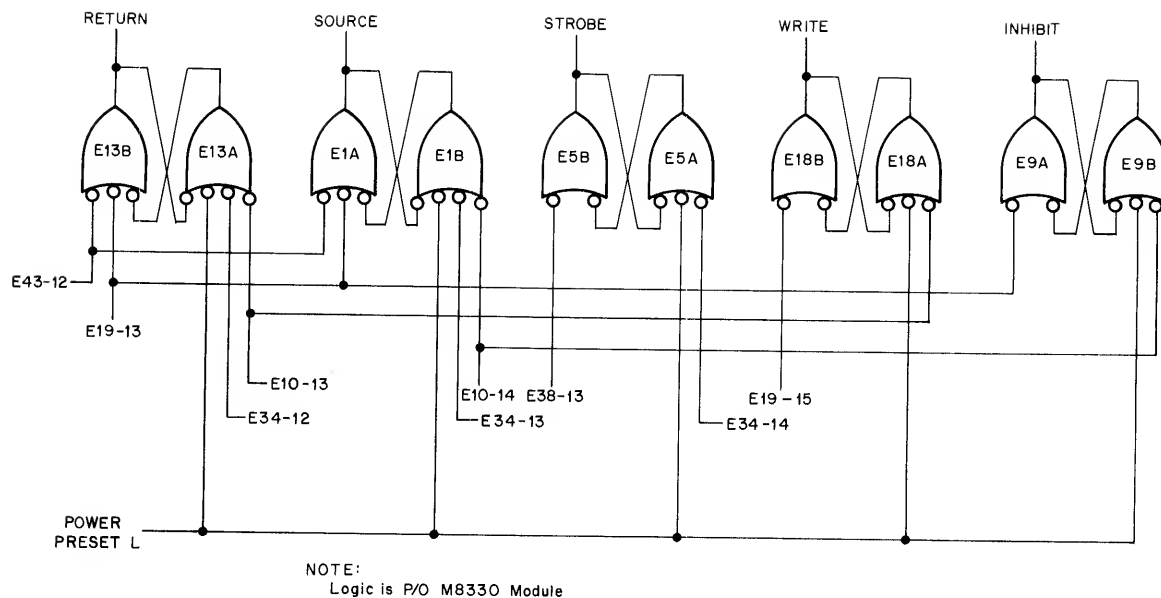 RETURN
SOURCE
STROBE
WRITE
INHIBIT
E13B
E13A
E1A
E1B
E5B
E5A
E18B
E18A
E9A
E9B
E43-12
E19-13
E10-13
E34-12
E10-14
E38-13
E34-13
E19-15
E34-14
POWER
PRESET L
NOTE:
Logic is P/O M8330 Module